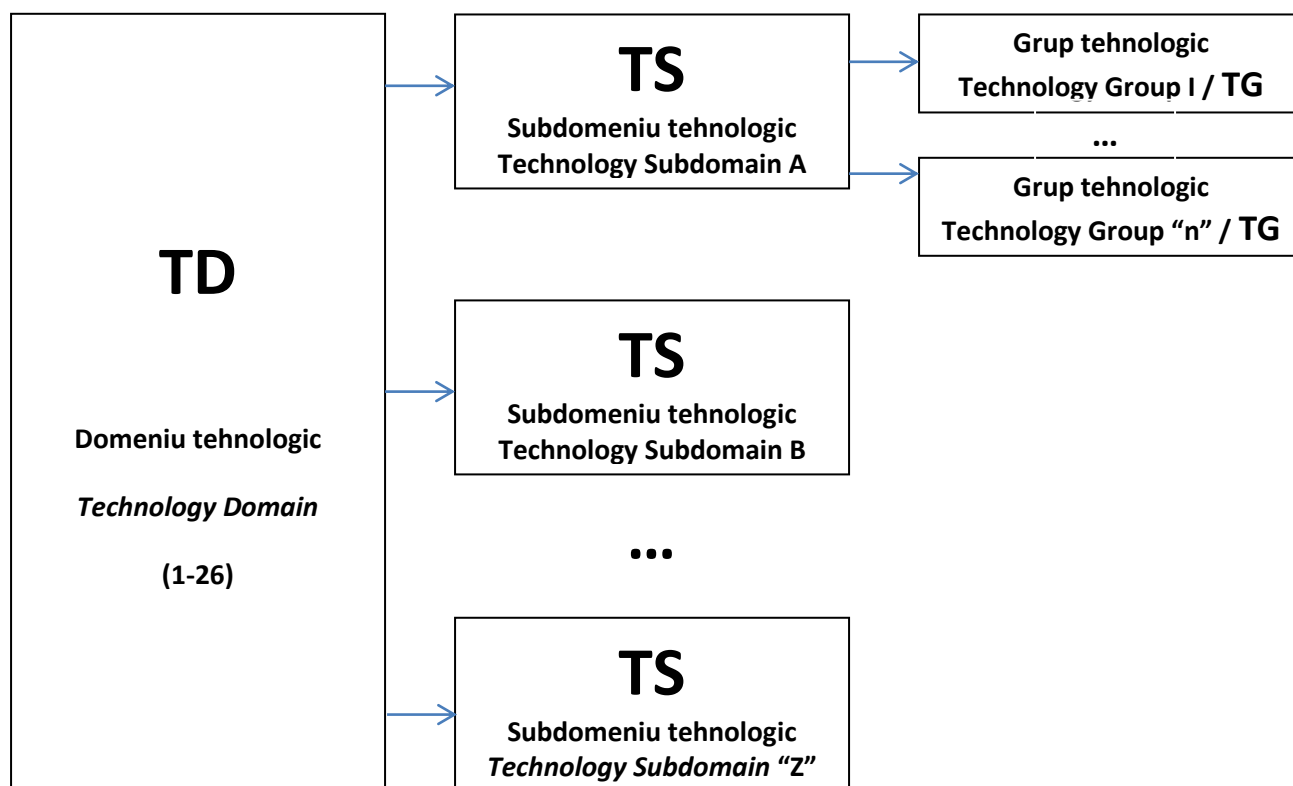 TD
Domeniu tehnologic
Technology Domain
(1-26)
TS
Subdomeniu tehnologic
Technology Subdomain A
Grup tehnologic
Technology Group I / TG
...
Grup tehnologic
Technology Group “n” / TG
TS
Subdomeniu tehnologic
Technology Subdomain B
...
TS
Subdomeniu tehnologic
Technology Subdomain “Z”